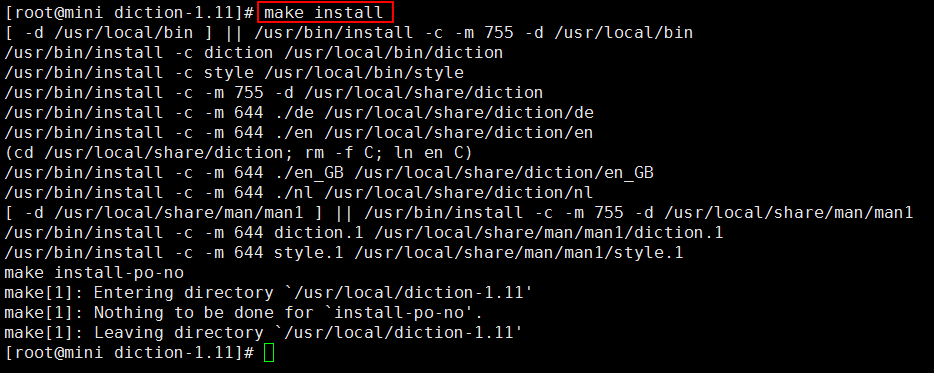 [root@mini diction-1.11]# make install
[ -d /usr/local/bin ] || /usr/bin/install -c -m 755 -d /usr/local/bin
/usr/bin/install -c diction /usr/local/bin/diction
/usr/bin/install -c style /usr/local/bin/style
/usr/bin/install -c -m 755 -d /usr/local/share/diction
/usr/bin/install -c -m 644 ./de /usr/local/share/diction/de
/usr/bin/install -c -m 644 ./en /usr/local/share/diction/en
(cd /usr/local/share/diction; rm -f C; ln en C)
/usr/bin/install -c -m 644 ./en_GB /usr/local/share/diction/en_GB
/usr/bin/install -c -m 644 ./nl /usr/local/share/diction/nl
[ -d /usr/local/share/man/man1 ] || /usr/bin/install -c -m 755 -d /usr/local/share/man/man1
/usr/bin/install -c -m 644 diction.1 /usr/local/share/man/man1/diction.1
/usr/bin/install -c -m 644 style.1 /usr/local/share/man/man1/style.1
make install-po-no
make[1]: Entering directory `/usr/local/diction-1.11'
make[1]: Nothing to be done for `install-po-no'.
make[1]: Leaving directory `/usr/local/diction-1.11'
[root@mini diction-1.11]#